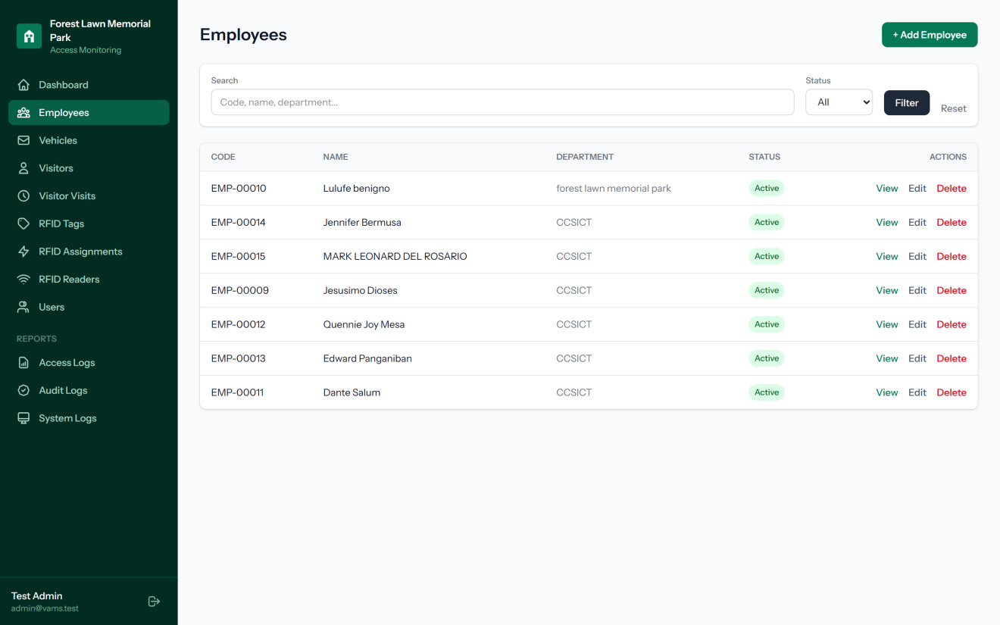 Forest Lawn Memorial
Park
Access Monitoring
Dashboard
Employees
Vehicles
Visitors
Visitor Visits
RFID Tags
RFID Assignments
RFID Readers
Users
REPORTS
Access Logs
Audit Logs
System Logs
Test Admin
admin@vams.test
Employees
+ Add Employee
Search
Status
Code, name, department...
All
Filter
Reset
CODE NAME DEPARTMENT STATUS ACTIONS
EMP-00010 Lulufe benigno forest lawn memorial park Active View Edit Delete
EMP-00014 Jennifer Bermusa CCSICT Active View Edit Delete
EMP-00015 MARK LEONARD DEL ROSARIO CCSICT Active View Edit Delete
EMP-00009 Jesusimo Dioses CCSICT Active View Edit Delete
EMP-00012 Quennie Joy Mesa CCSICT Active View Edit Delete
EMP-00013 Edward Panganiban CCSICT Active View Edit Delete
EMP-00011 Dante Salum CCSICT Active View Edit Delete